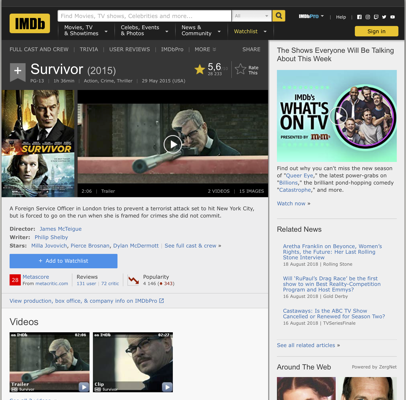 IMDb
Find Movies, TV shows, Celebrities and more...
All
Movies, TV & Showtimes
Celebs, Events & Photos
News & Community
Watchlist
IMDbPro
Help
Sign in
FULL CAST AND CREW | TRIVIA | USER REVIEWS | IMDbPro | MORE
SHARE
Survivor (2015)
PG-13 | 1h 36min | Action, Crime, Thriller | 29 May 2015 (USA)
5,6
Rate This
SURVIVOR
2:06 | Trailer
2 VIDEOS | 15 IMAGES
A Foreign Service Officer in London tries to prevent a terrorist attack set to hit New York City,
but is forced to go on the run when she is framed for crimes she did not commit.
Director: James McTeigue
Writer: Philip Shelby
Stars: Milla Jovovich, Pierce Brosnan, Dylan McDermott | See full cast & crew »
+ Add to Watchlist
28
Metascore
From metacritic.com
Reviews
131 user | 72 critic
Popularity
4 146 ( 343)
View production, box office, & company info on IMDbPro
Videos
02:06
Trailer
Survivor
02:27
Clip
Survivor
The Shows Everyone Will Be Talking
About This Week
IMDb's
WHAT'S
ON TV
PRESENTED BY m&m's
Find out why you can't miss the new season
of "Queer Eye," the latest power-grabs on
"Billions," the brilliant pond-hopping comedy
"Catastrophe," and more.
Watch now »
Related News
Aretha Franklin on Beyonce, Women's
Rights, the Future: Her Last Rolling
Stone Interview
16 August 2018 | Rolling Stone
Will 'RuPaul's Drag Race' be the first
show to win Best Reality-Competition
Program and Host Emmys?
16 August 2018 | Gold Derby
Castaways: Is the ABC TV Show
Cancelled or Renewed for Season Two?
16 August 2018 | TVSeriesFinale
See all related articles »
Around The Web
Powered by ZergNet